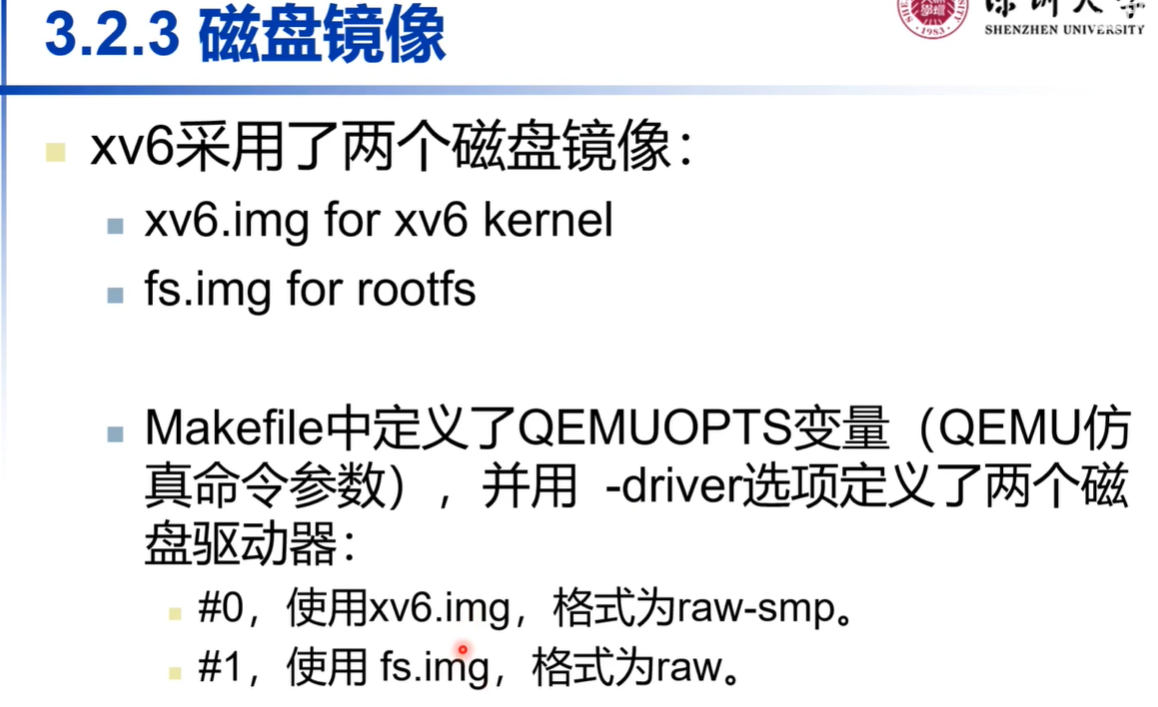 3.2.3 磁盘镜像
SHENZHEN UNIVERSITY
1983
xv6采用了两个磁盘镜像：
xv6.img for xv6 kernel
fs.img for rootfs
Makefile中定义了QEMUOPTS变量（QEMU仿
真命令参数），并用 -driver选项定义了两个磁
盘驱动器：
#0，使用xv6.img，格式为raw-smp。
#1，使用 fs.img，格式为raw。